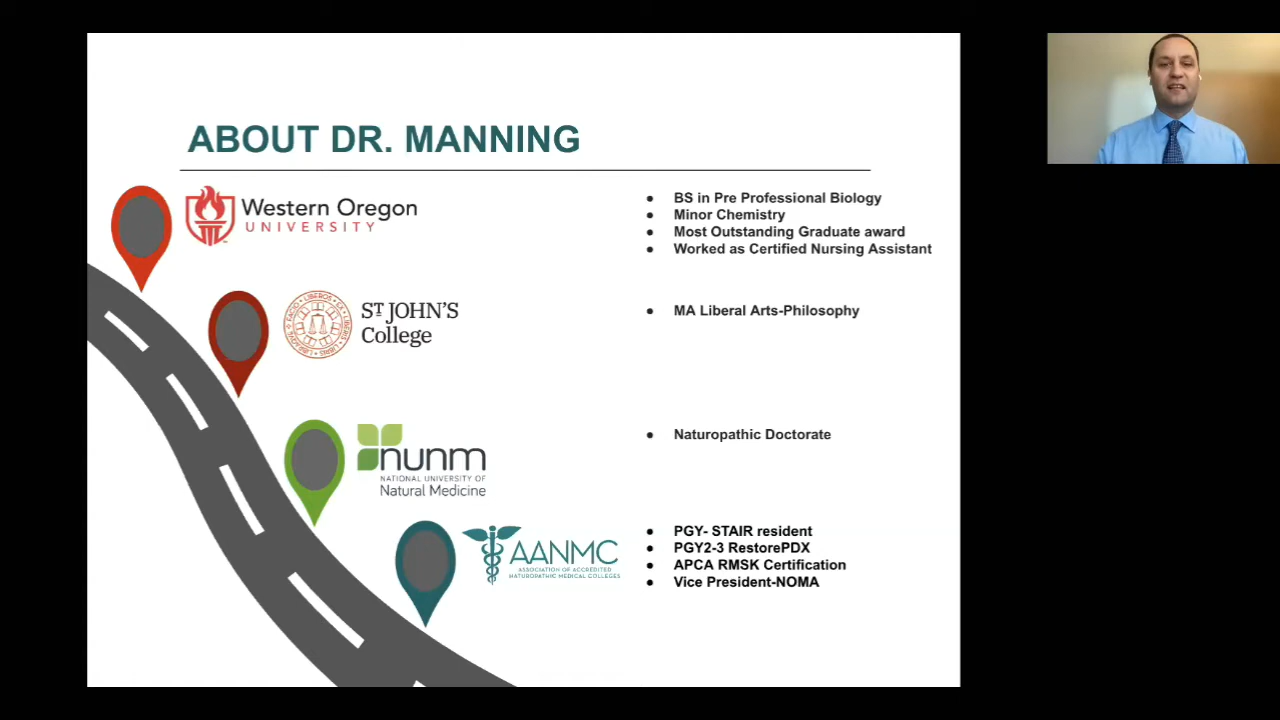 ABOUT DR. MANNING
Western Oregon
UNIVERSITY
BS in Pre Professional Biology
Minor Chemistry
Most Outstanding Graduate award
Worked as Certified Nursing Assistant
ST JOHN'S
College
MA Liberal Arts-Philosophy
nunm
NATIONAL UNIVERSITY OF
Natural Medicine
Naturopathic Doctorate
AANMC
ASSOCIATION OF ACCREDITED
NATUROPATHIC MEDICAL COLLEGES
PGY- STAIR resident
PGY2-3 RestorePDX
APCA RMSK Certification
Vice President-NOMA